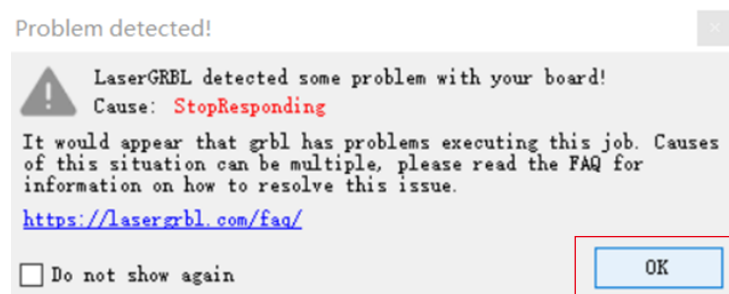 Problem detected!
LaserGRBL detected some problem with your board!
Cause: StopResponding
It would appear that grbl has problems executing this job. Causes
of this situation can be multiple, please read the FAQ for
information on how to resolve this issue.
https://lasergrbl.com/faq/
Do not show again
OK